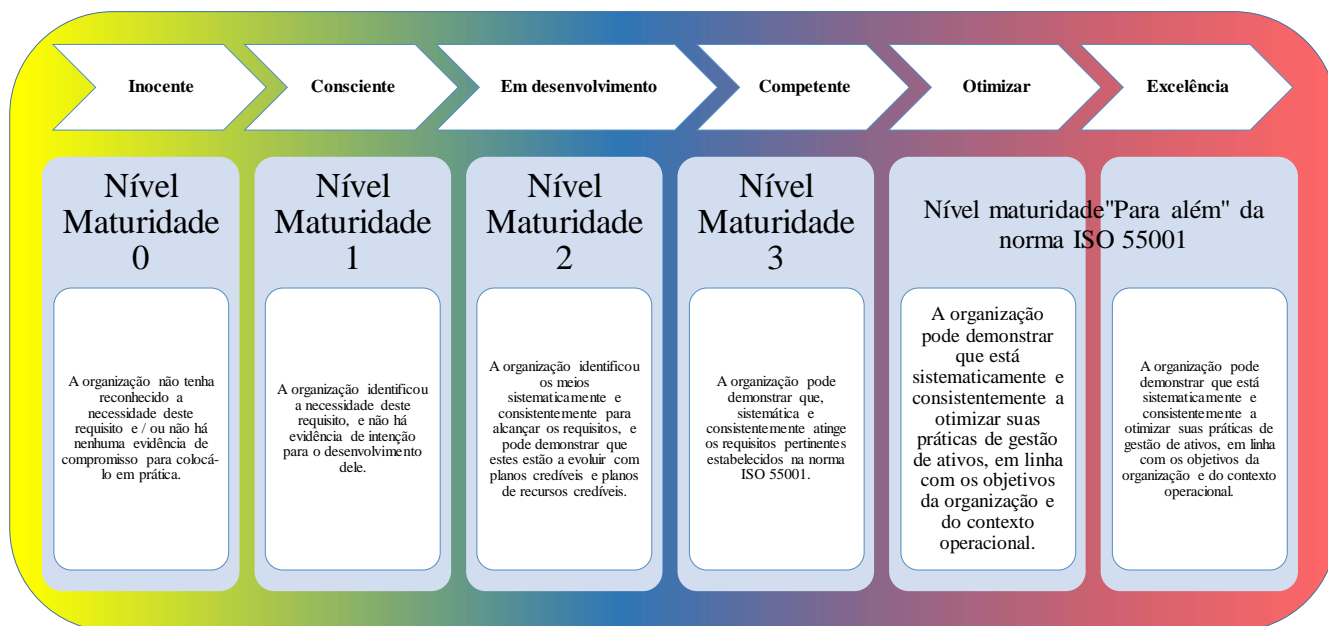 Inocente
Consciente
Em desenvolvimento
Competente
Otimizar
Excelência
Nível
Maturidade
0
A organização não tenha
reconhecido a
necessidade deste
requisito e / ou não há
nenhuma evidência de
compromisso para colocá-
lo em prática.
Nível
Maturidade
1
A organização identificou
a necessidade deste
requisito, e não há
evidência de intenção
para o desenvolvimento
dele.
Nível
Maturidade
2
A organização identificou
os meios
sistematicamente e
consistentemente para
alcançar os requisitos, e
pode demonstrar que
estes estão a evoluir com
planos credíveis e planos
de recursos credíveis.
Nível
Maturidade
3
A organização pode
demonstrar que,
sistemática e
consistentemente atinge
os requisitos pertinentes
estabelecidos na norma
ISO 55001.
Nível maturidade"Para além" da
norma ISO 55001
A organização
pode demonstrar
que está
sistematicamente e
consistentemente a
otimizar suas
práticas de gestão
de ativos, em linha
com os objetivos
da organização e
do contexto
operacional.
A organização pode
demonstrar que está
sistematicamente e
consistentemente a
otimizar suas práticas de
gestão de ativos, em linha
com os objetivos da
organização e do contexto
operacional.